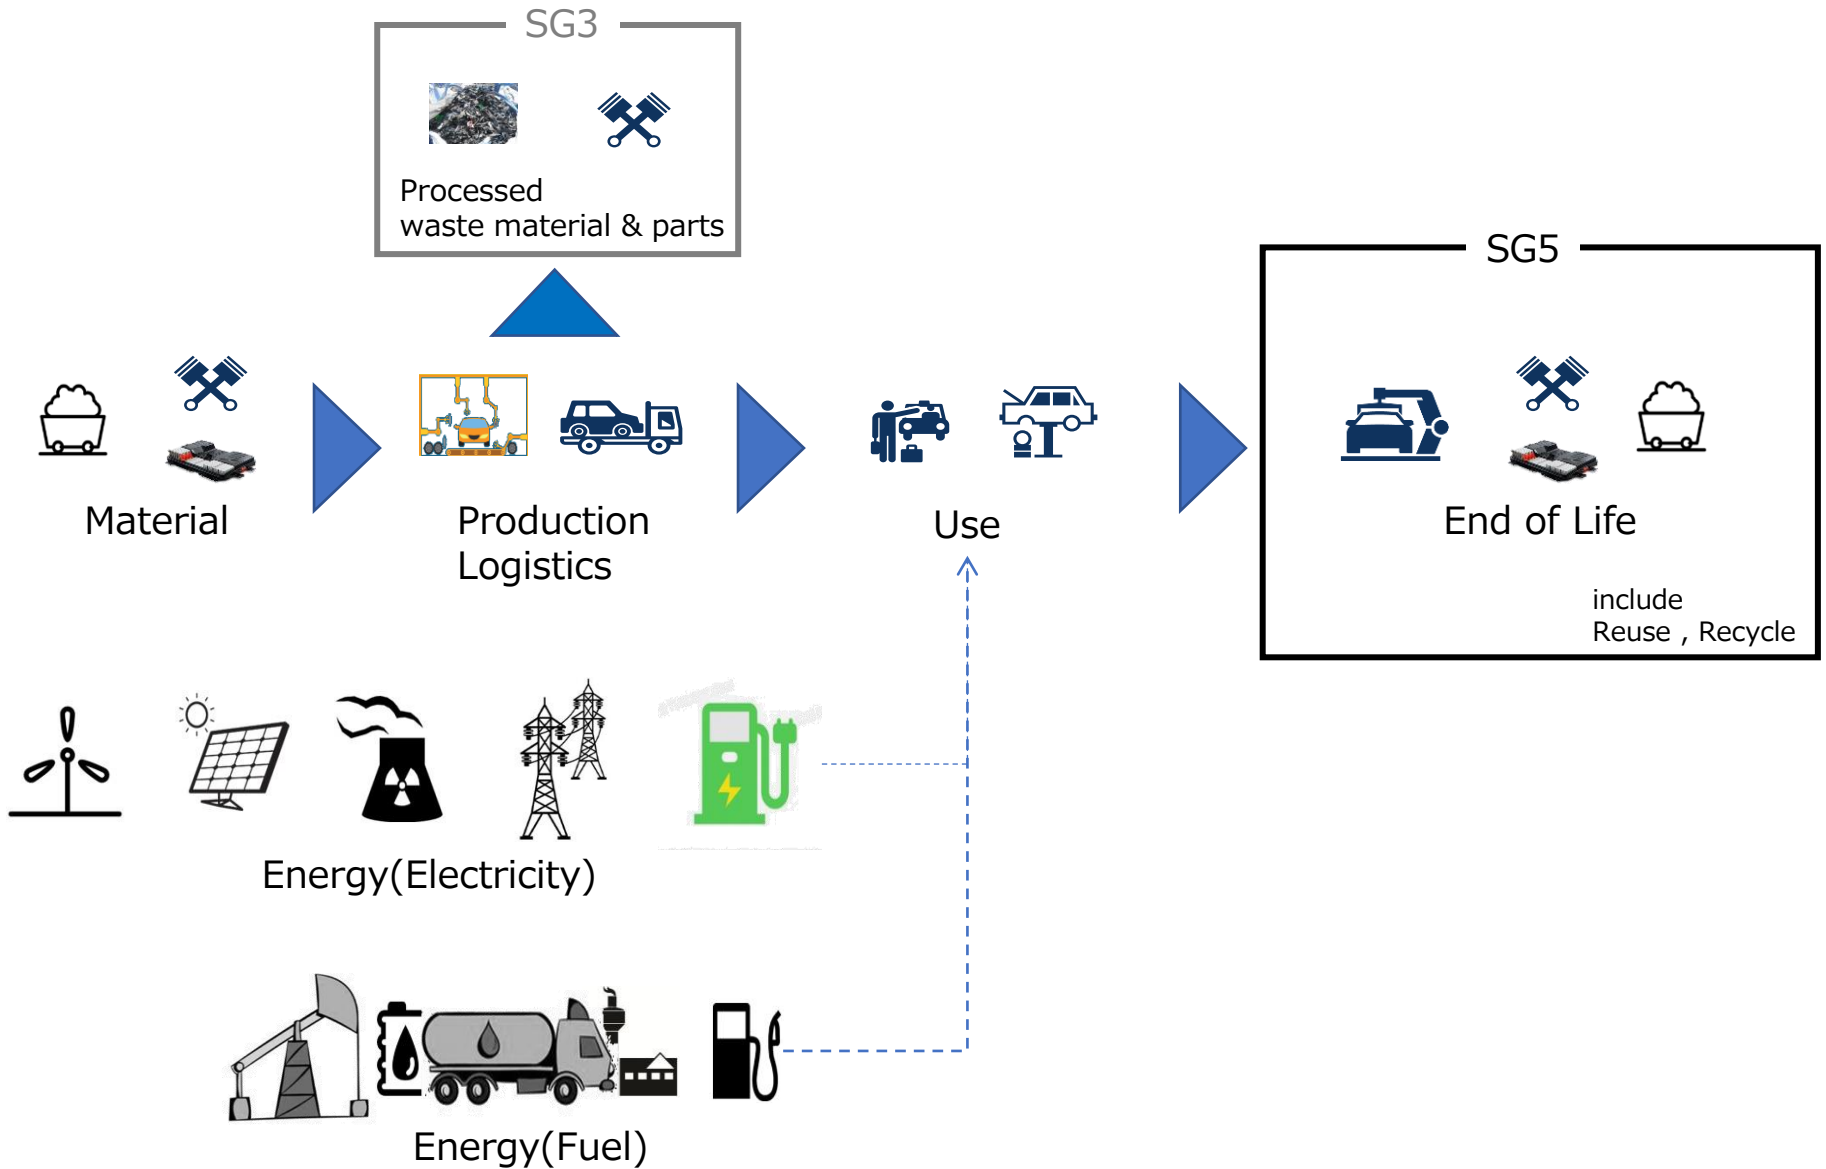 SG3
Processed
waste material & parts
SG5
Material
Production
Logistics
Use
End of Life
include
Reuse , Recycle
Energy(Electricity)
Energy(Fuel)